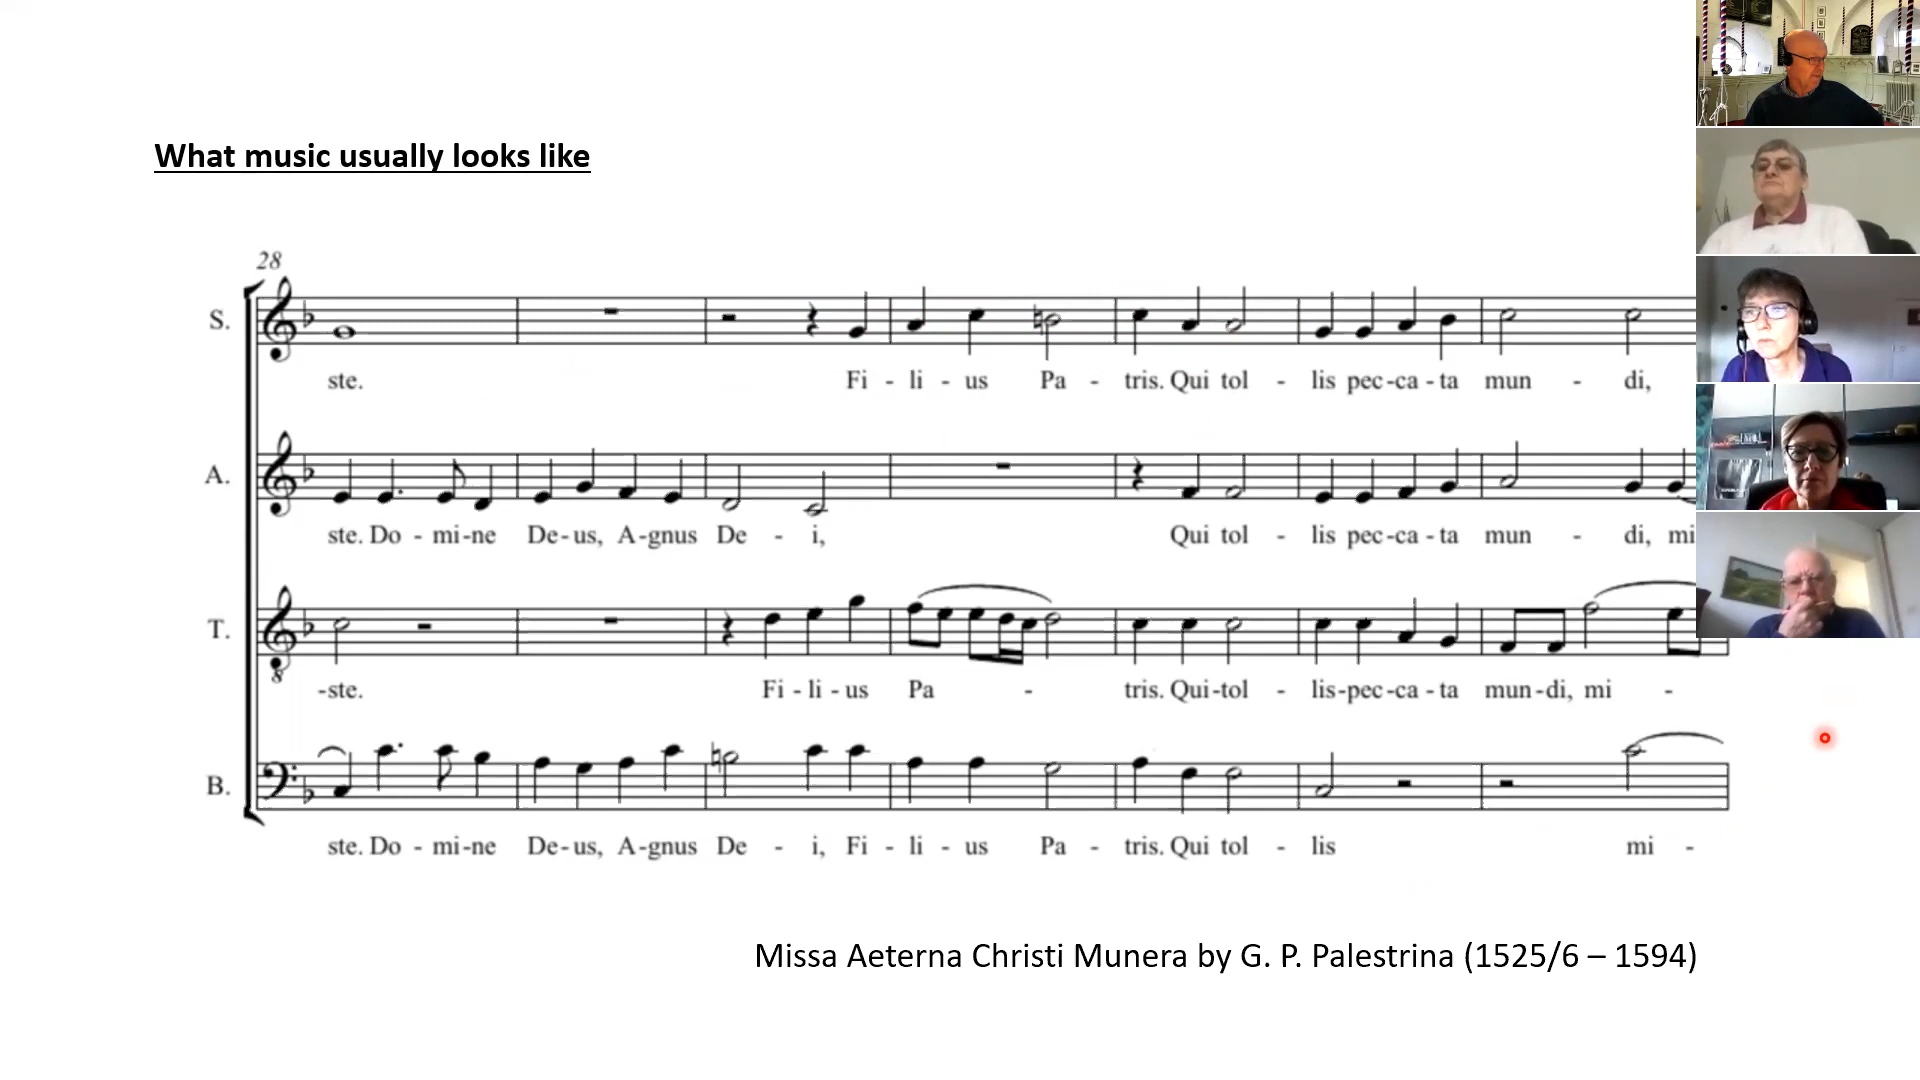 What music usually looks like
28
S.
ste. Fi - li - us Pa - tris. Qui tol - lis pec-ca-ta mun - di,
A.
ste. Do - mi-ne De-us, A-gnus De - i, Qui tol - lis pec-ca-ta mun - di, mi
T.
8
-ste. Fi-li-us Pa - tris. Qui-tol - lis-pec-ca-ta mun-di, mi -
B.
ste. Do - mi-ne De-us, A-gnus De - i, Fi - li - us Pa - tris. Qui tol - lis mi -
Missa Aeterna Christi Munera by G. P. Palestrina (1525/6 – 1594)